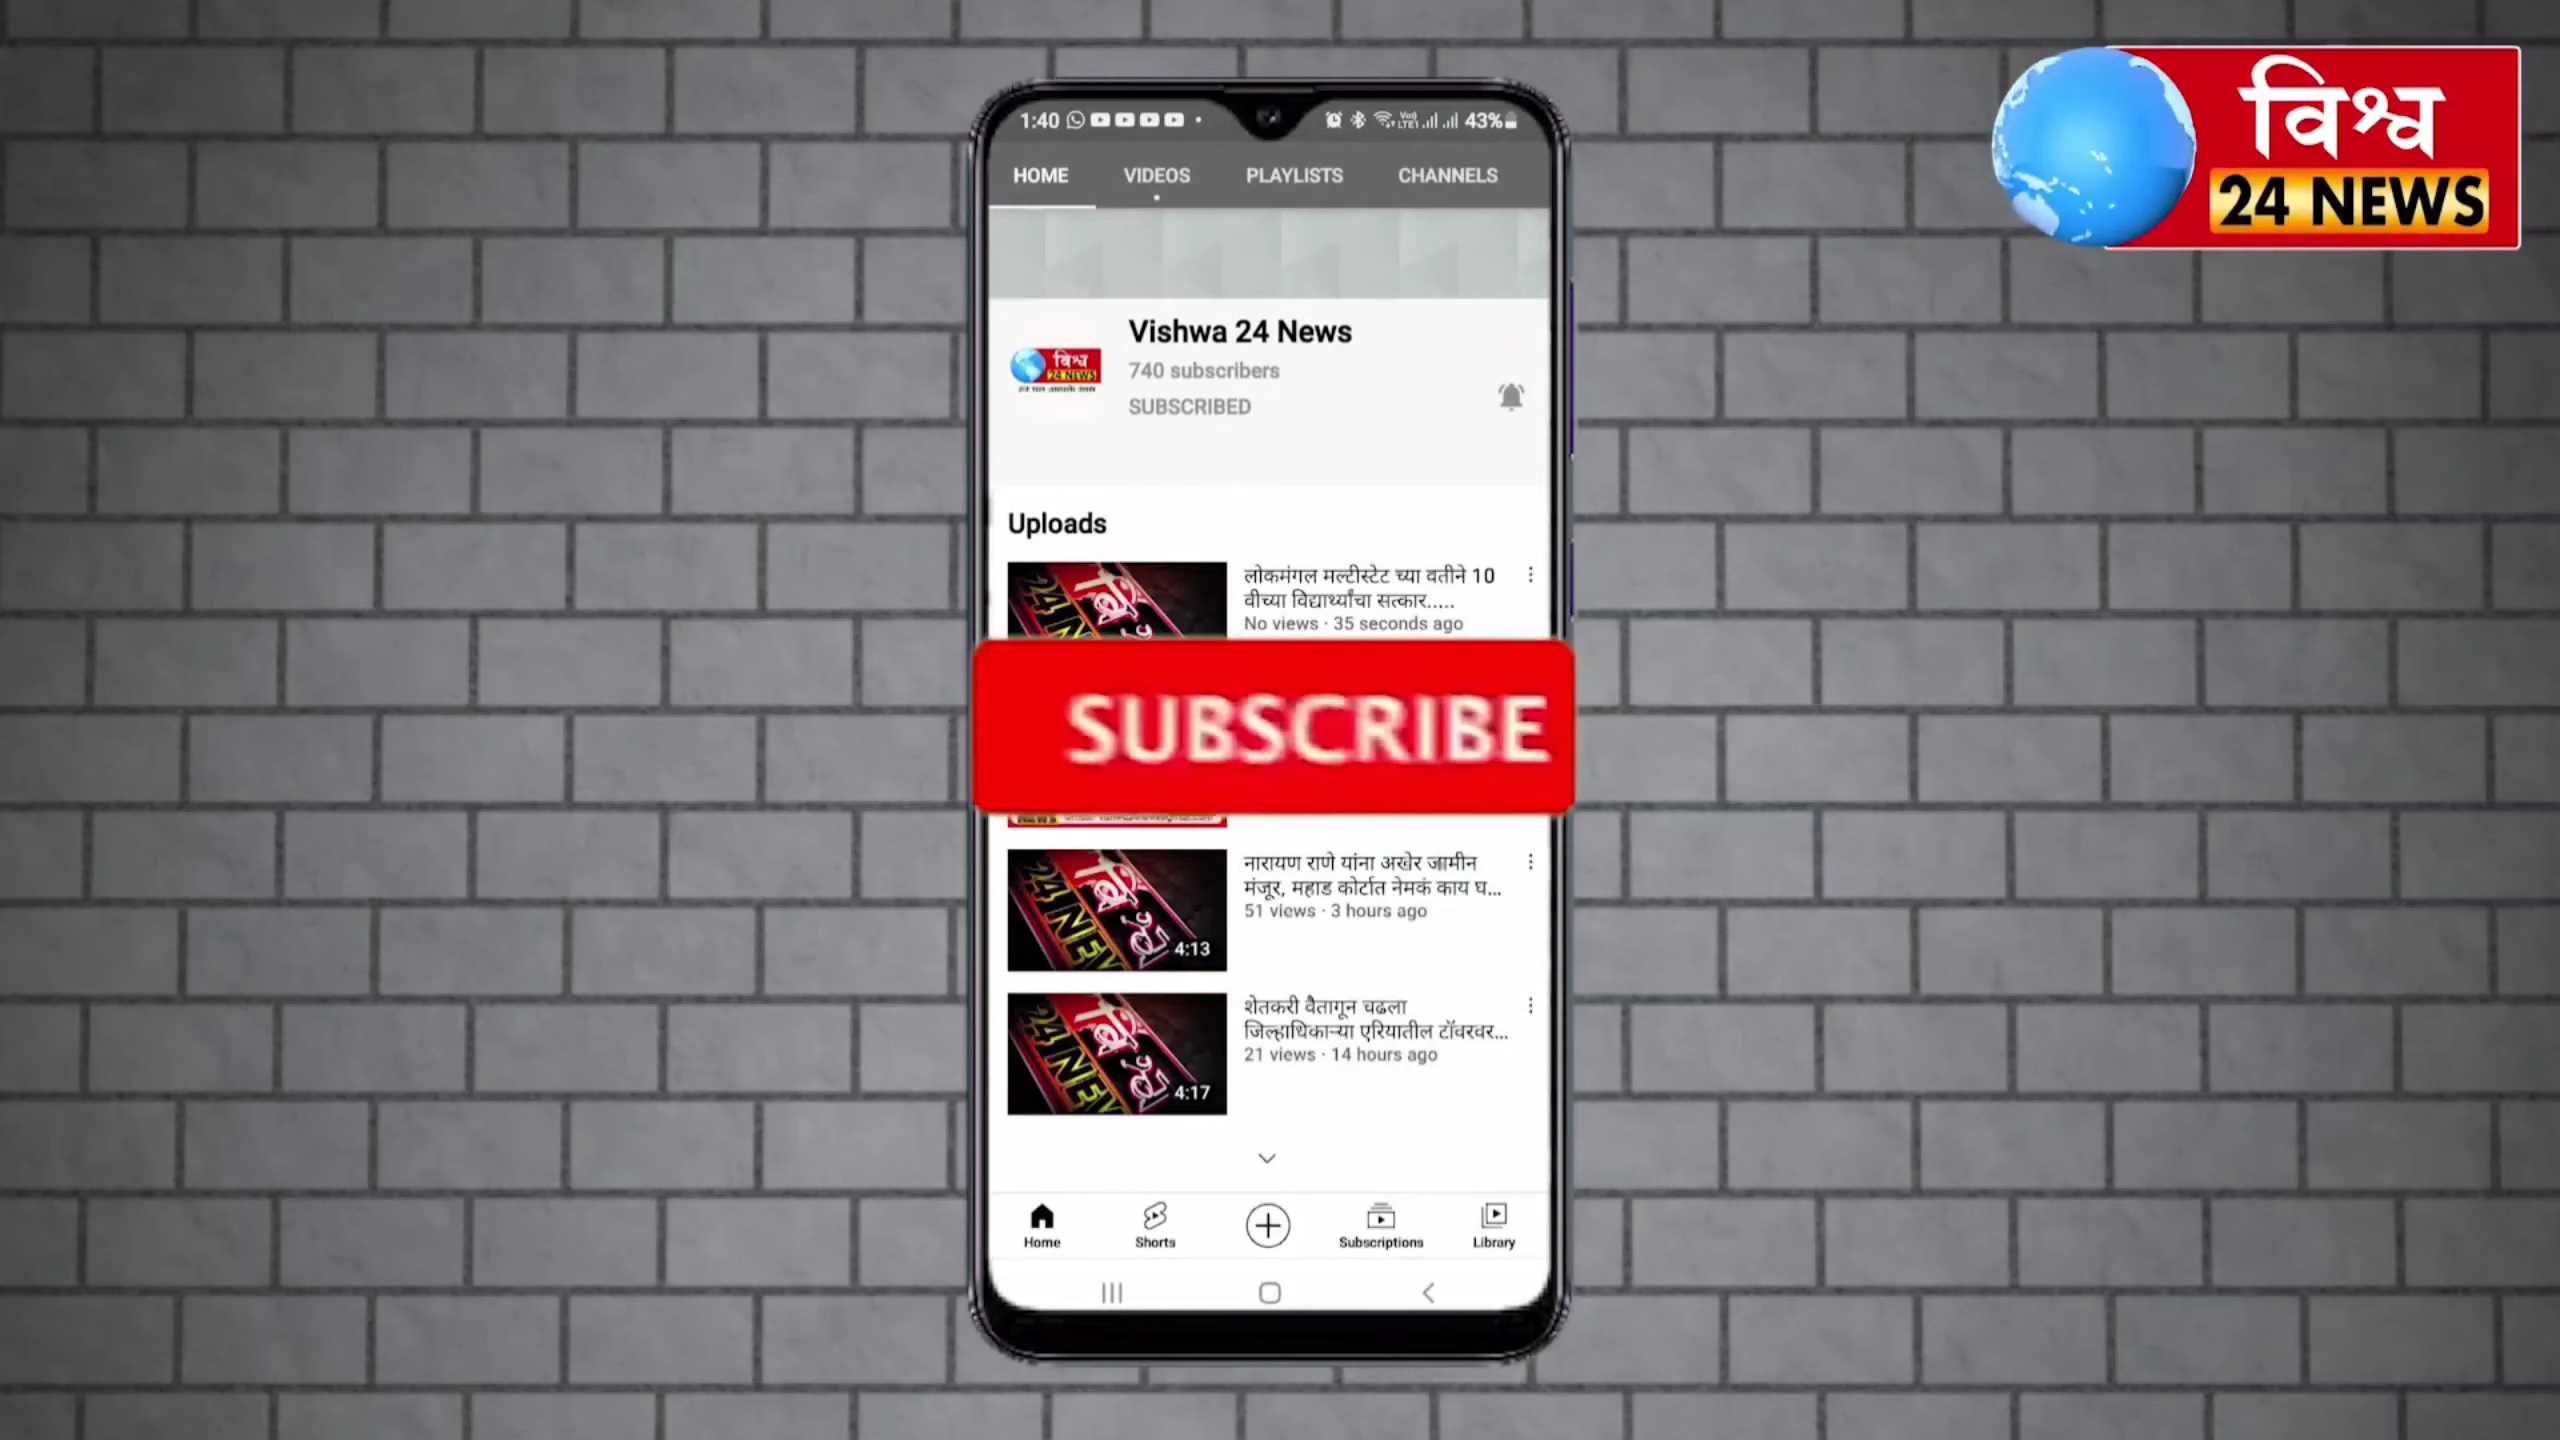 विश्व
24 NEWS
1:40
43%
HOME VIDEOS PLAYLISTS CHANNELS
Vishwa 24 News
740 subscribers
SUBSCRIBED
विश्व
24 NEWS
Uploads
लोकमंगल मल्टीस्टेट च्या वतीने 10
वीच्या विद्यार्थ्यांचा सत्कार.....
No views · 35 seconds ago
SUBSCRIBE
नारायण राणे यांना अखेर जामीन
मंजूर, महाड कोर्टात नेमकं काय घ...
51 views · 3 hours ago
4:13
शेतकरी वैतागून चढला
जिल्हाधिकाऱ्या एरियातील टॉवरवर...
21 views · 14 hours ago
4:17
Home Shorts Subscriptions Library